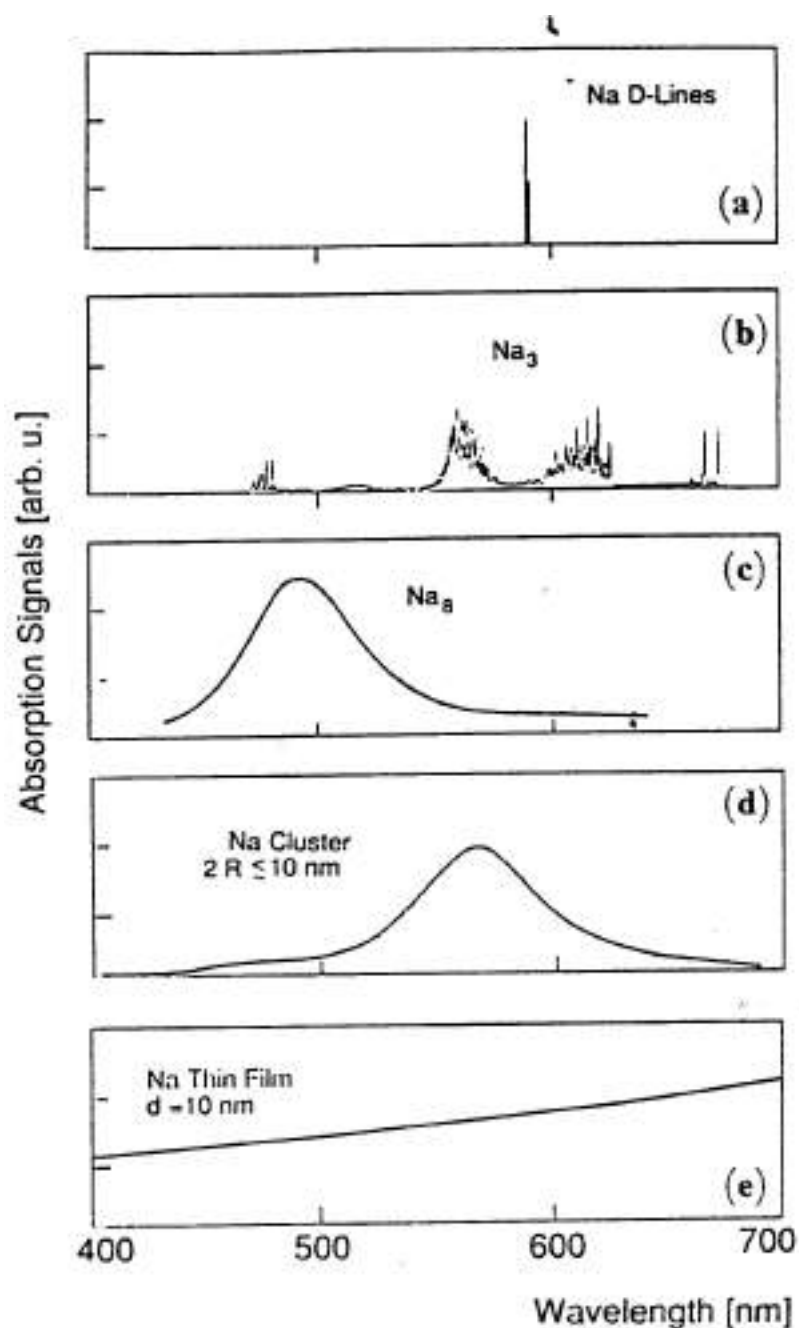 Na D-Lines
(a)
(b)
Na3
(c)
Na8
(d)
Na Cluster
2 R ≤ 10 nm
Na Thin Film
d = 10 nm
(e)
400 500 600 700
Wavelength [nm]
Absorption Signals [arb. u.]